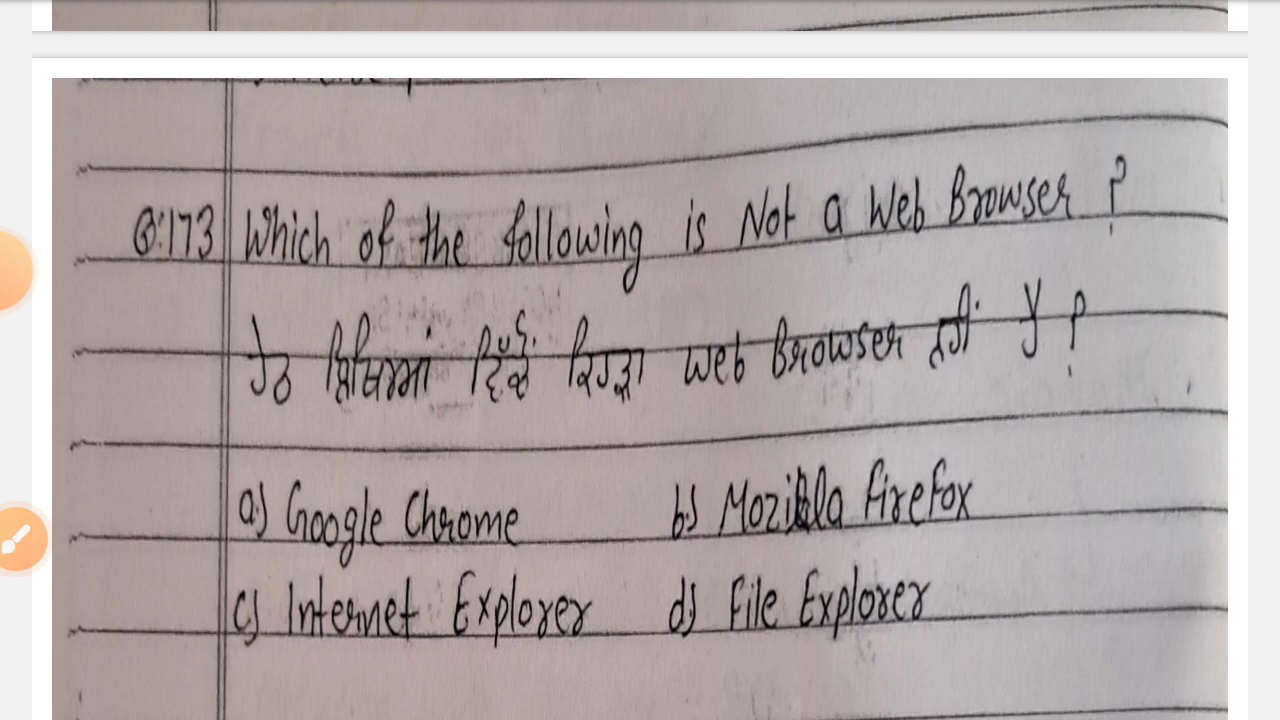 Q:173 Which of the following is Not a Web Browser ?
ਹੇਠ ਲਿਖਿਆਂ ਵਿੱਚੋਂ ਕਿਹੜਾ Web Browser ਨਹੀਂ ਹੈ ?
a) Google Chrome b) Mozilla Firefox
c) Internet Explorer d) File Explorer